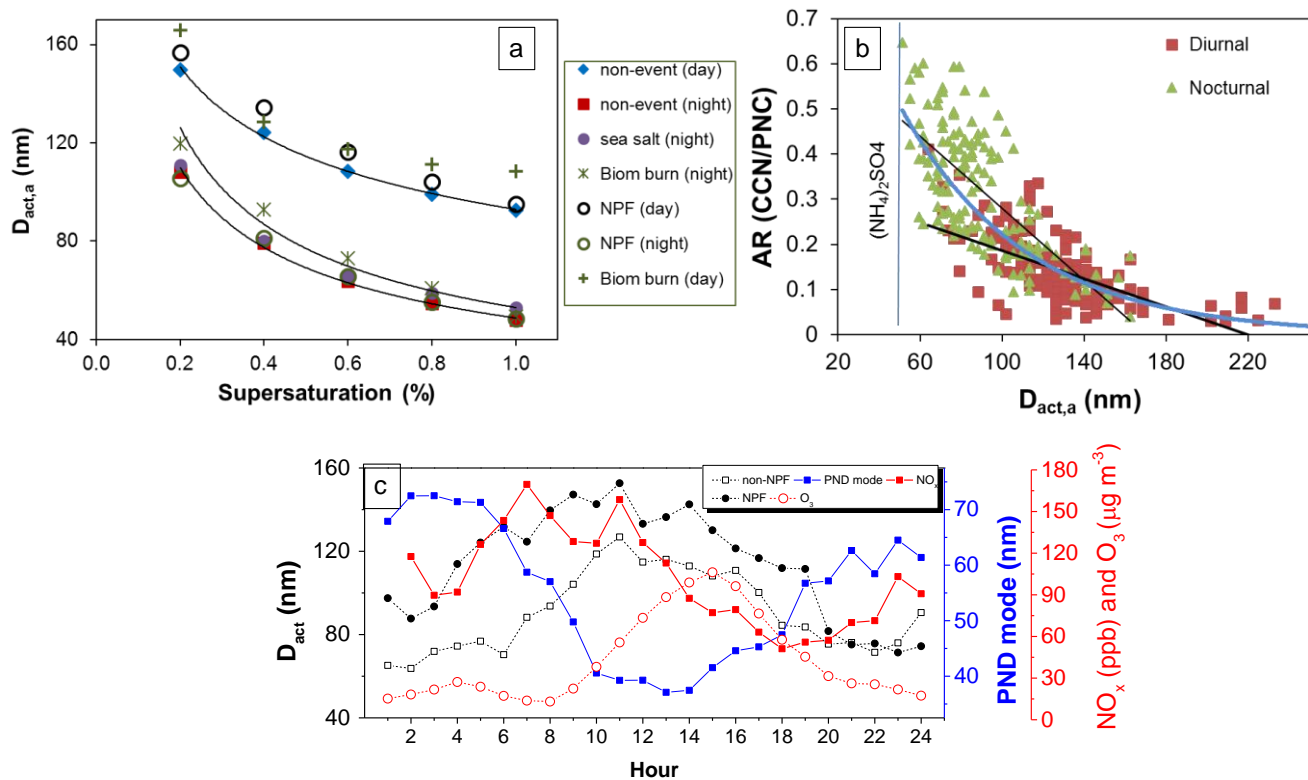 a
160
120
80
40
0.0 0.2 0.4 0.6 0.8 1.0
D_act,a (nm)
Supersaturation (%)
non-event (day)
non-event (night)
sea salt (night)
Biom burn (night)
NPF (day)
NPF (night)
Biom burn (day)
b
0.7
0.6
0.5
0.4
0.3
0.2
0.1
0
20 60 100 140 180 220
AR (CCN/PNC)
(NH4)2SO4
Diurnal
Nocturnal
D_act,a (nm)
c
160
120
80
40
D_act (nm)
non-NPF PND mode NOx
NPF O3
70
60
50
40
PND mode (nm)
180
150
120
90
60
30
0
NOx (ppb) and O3 (µg m-3)
2 4 6 8 10 12 14 16 18 20 22 24
Hour